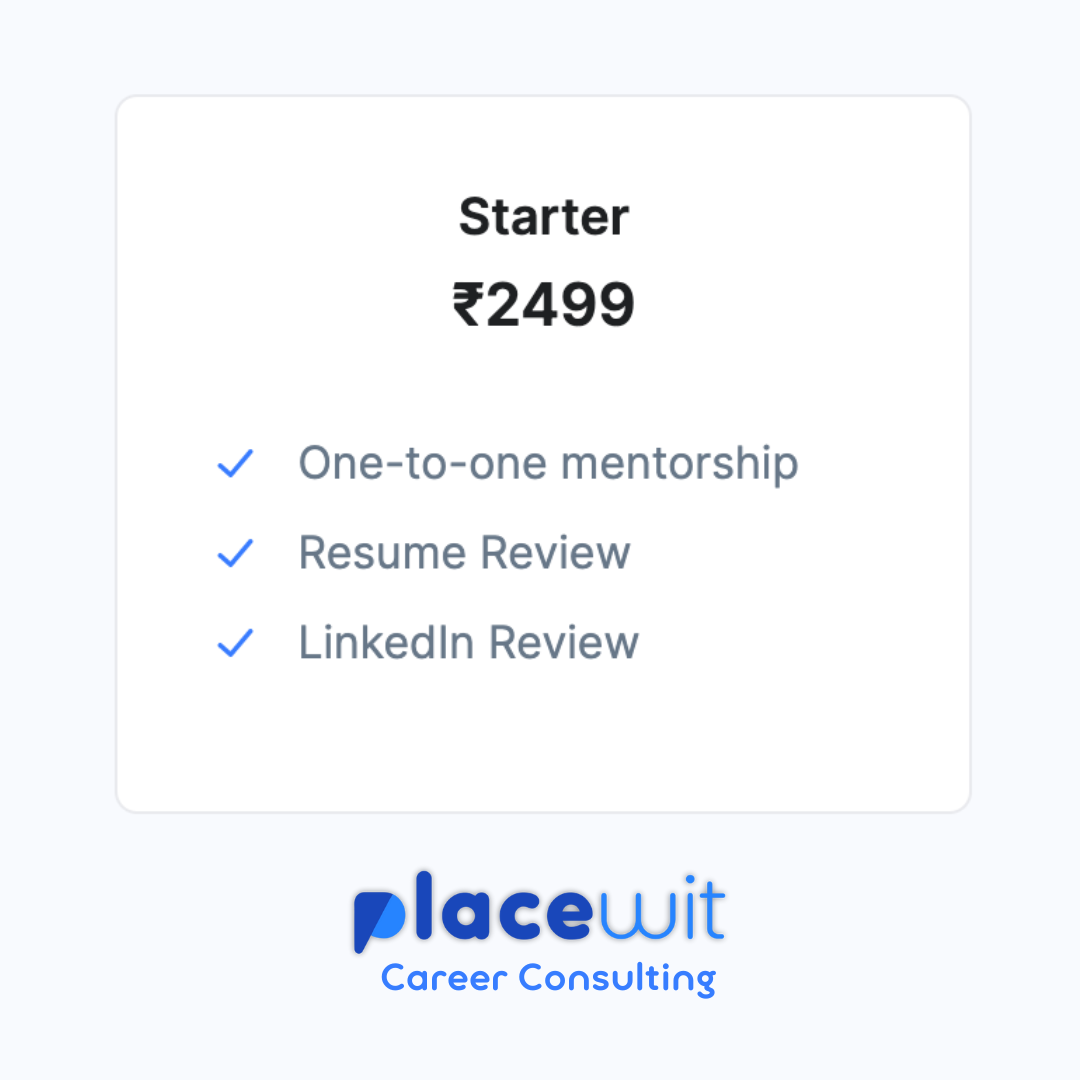 Starter
₹2499
One-to-one mentorship
Resume Review
LinkedIn Review
placewit
Career Consulting